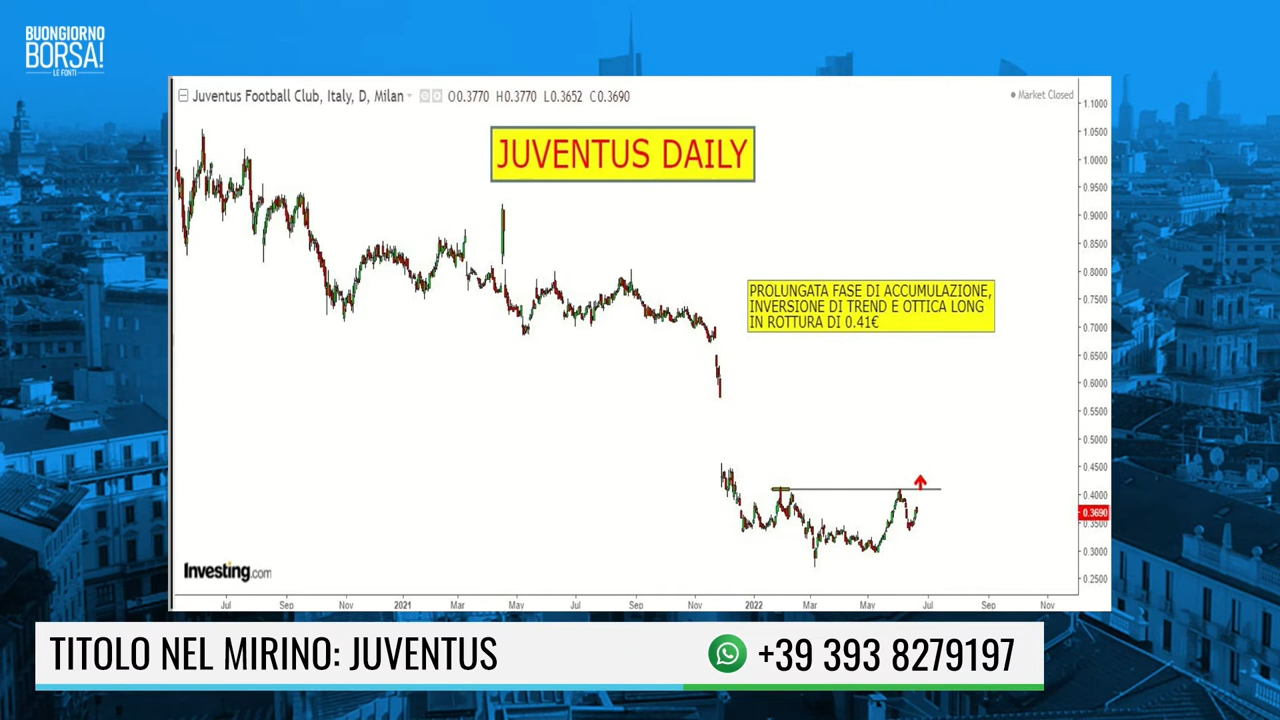 BUONGIORNO
BORSA!
LE FONTI
Juventus Football Club, Italy, D, Milan O0.3770 H0.3770 L0.3652 C0.3690
Market Closed
JUVENTUS DAILY
PROLUNGATA FASE DI ACCUMULAZIONE,
INVERSIONE DI TREND E OTTICA LONG
IN ROTTURA DI 0.41€
1.1000
1.0500
1.0000
0.9500
0.9000
0.8500
0.8000
0.7500
0.7000
0.6500
0.6000
0.5500
0.5000
0.4500
0.4000
0.3690
0.3500
0.3000
0.2500
Investing.com
Jul Sep Nov 2021 Mar May Jul Sep Nov 2022 Mar May Jul Sep Nov
TITOLO NEL MIRINO: JUVENTUS
+39 393 8279197